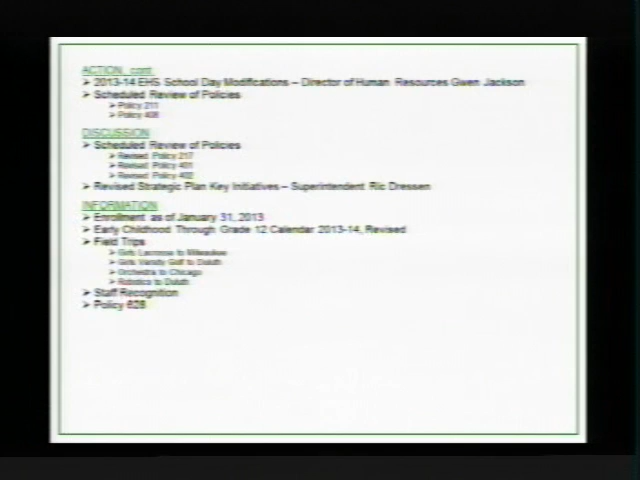 ACTION, cont.
➢ 2013-14 EHS School Day Modifications – Director of Human Resources Gwen Jackson
➢ Scheduled Review of Policies
➢ Policy 211
➢ Policy 408
DISCUSSION
➢ Scheduled Review of Policies
➢ Revised Policy 217
➢ Revised Policy 401
➢ Revised Policy 402
➢ Revised Strategic Plan Key Initiatives – Superintendent Ric Dressen
INFORMATION
➢ Enrollment as of January 31, 2013
➢ Early Childhood Through Grade 12 Calendar 2013-14, Revised
➢ Field Trips
➢ Girls Lacrosse to Milwaukee
➢ Girls Varsity Golf to Duluth
➢ Orchestra to Chicago
➢ Robotics to Duluth
➢ Staff Recognition
➢ Policy 628